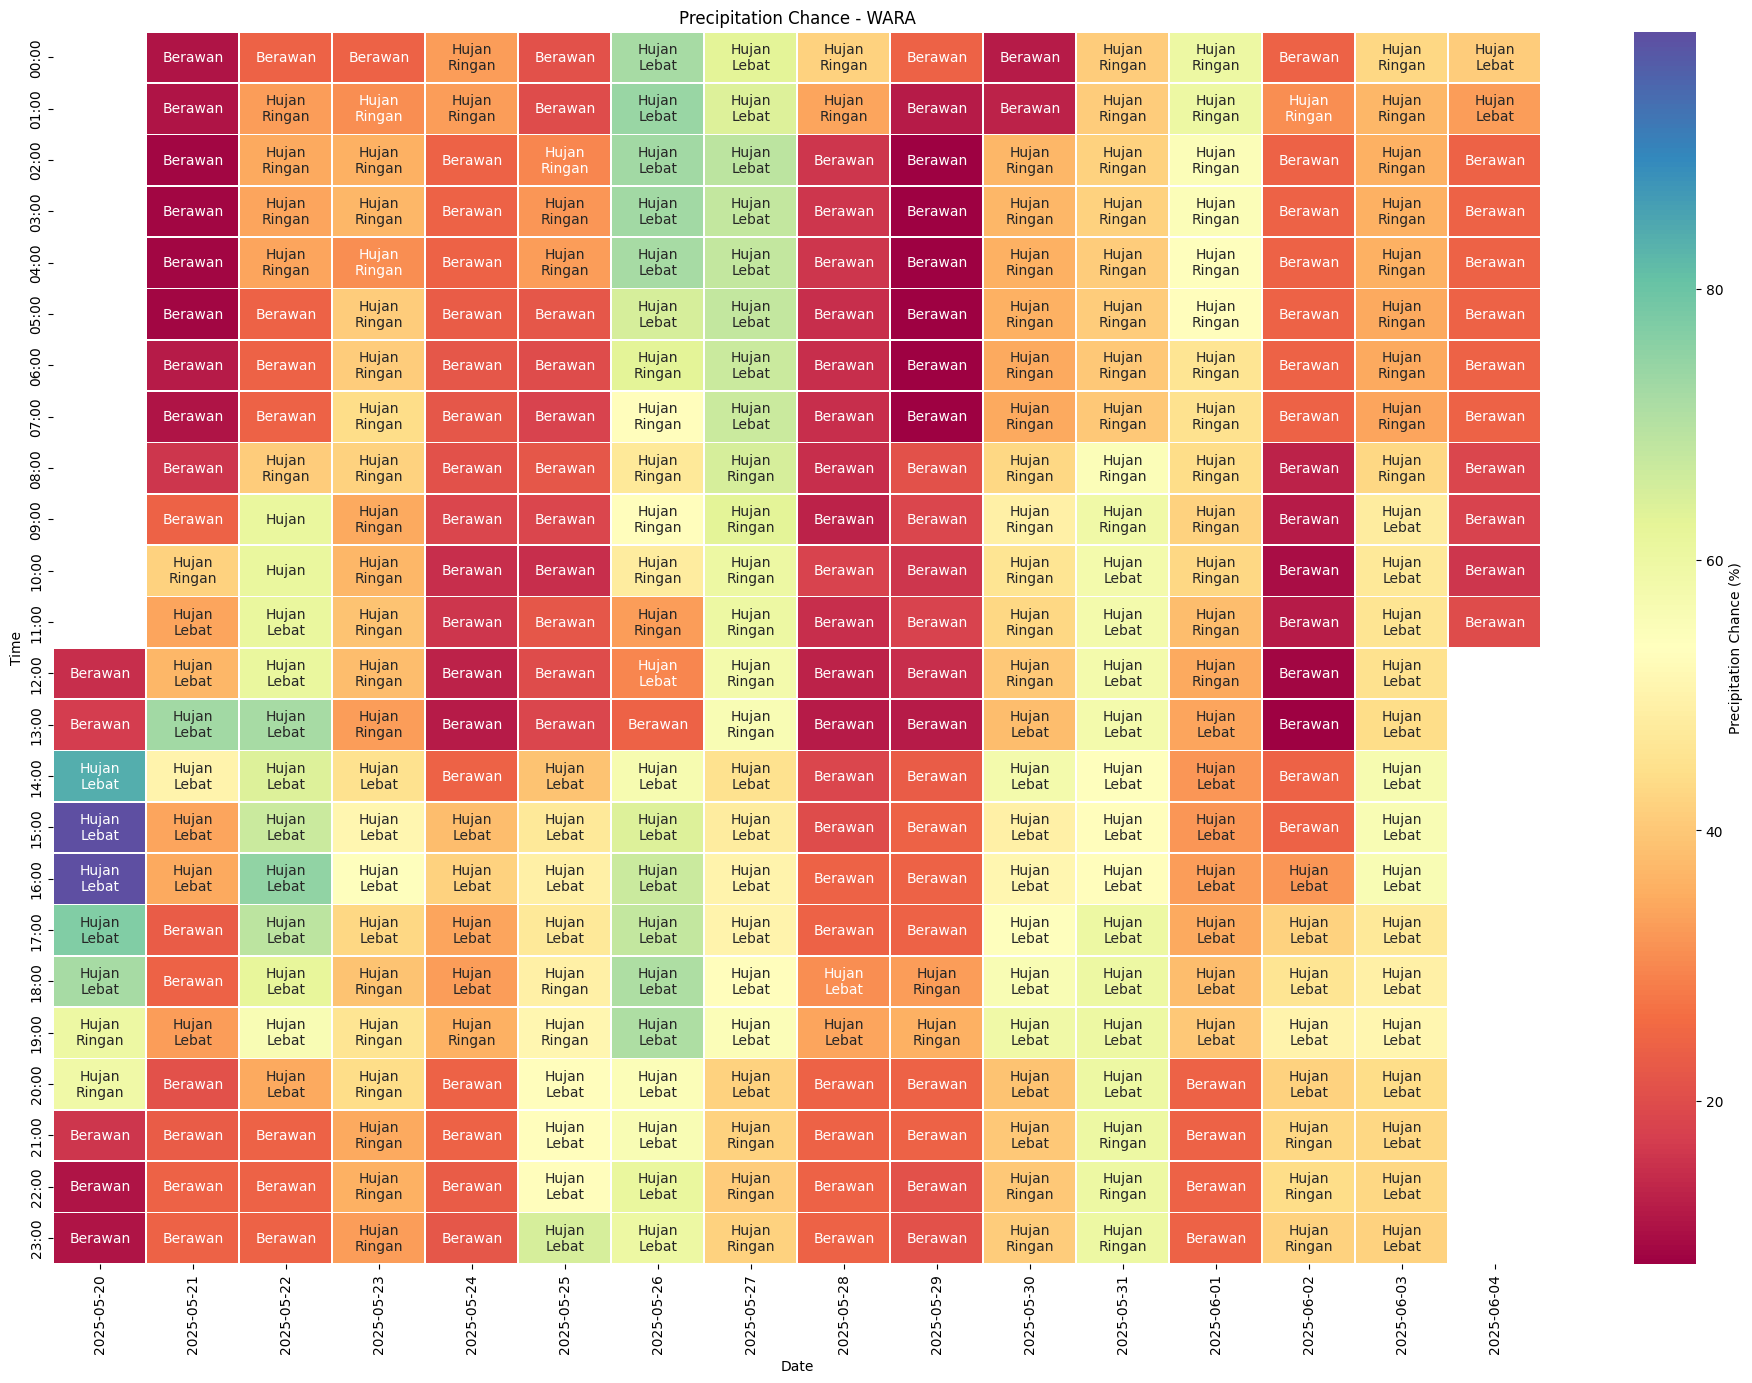 Precipitation Chance - WARA
00:00 Berawan Berawan Berawan Hujan Ringan Berawan Hujan Lebat Hujan Lebat Hujan Ringan Berawan Berawan Hujan Ringan Hujan Ringan Berawan Hujan Ringan Hujan Lebat
01:00 Berawan Hujan Ringan Hujan Ringan Hujan Ringan Berawan Hujan Lebat Hujan Lebat Hujan Ringan Berawan Berawan Hujan Ringan Hujan Ringan Hujan Ringan Hujan Ringan Hujan Lebat
02:00 Berawan Hujan Ringan Hujan Ringan Berawan Hujan Ringan Hujan Lebat Hujan Lebat Berawan Berawan Hujan Ringan Hujan Ringan Hujan Ringan Berawan Hujan Ringan Berawan
03:00 Berawan Hujan Ringan Hujan Ringan Berawan Hujan Ringan Hujan Lebat Hujan Lebat Berawan Berawan Hujan Ringan Hujan Ringan Hujan Ringan Berawan Hujan Ringan Berawan
04:00 Berawan Hujan Ringan Hujan Ringan Berawan Hujan Ringan Hujan Lebat Hujan Lebat Berawan Berawan Hujan Ringan Hujan Ringan Hujan Ringan Berawan Hujan Ringan Berawan
05:00 Berawan Berawan Hujan Ringan Berawan Berawan Hujan Lebat Hujan Lebat Berawan Berawan Hujan Ringan Hujan Ringan Hujan Ringan Berawan Hujan Ringan Berawan
06:00 Berawan Berawan Hujan Ringan Berawan Berawan Hujan Ringan Hujan Lebat Berawan Berawan Hujan Ringan Hujan Ringan Hujan Ringan Berawan Hujan Ringan Berawan
07:00 Berawan Berawan Hujan Ringan Berawan Berawan Hujan Ringan Hujan Lebat Berawan Berawan Hujan Ringan Hujan Ringan Hujan Ringan Berawan Hujan Ringan Berawan
08:00 Berawan Hujan Ringan Hujan Ringan Berawan Berawan Hujan Ringan Hujan Ringan Berawan Berawan Hujan Ringan Hujan Ringan Hujan Ringan Berawan Hujan Ringan Berawan
09:00 Berawan Hujan Hujan Ringan Berawan Berawan Hujan Ringan Hujan Ringan Berawan Berawan Hujan Ringan Hujan Ringan Hujan Ringan Berawan Hujan Lebat Berawan
10:00 Hujan Ringan Hujan Hujan Ringan Berawan Berawan Hujan Ringan Hujan Ringan Berawan Berawan Hujan Ringan Hujan Lebat Hujan Ringan Berawan Hujan Lebat Berawan
11:00 Hujan Lebat Hujan Lebat Hujan Ringan Berawan Berawan Hujan Ringan Hujan Ringan Berawan Berawan Hujan Ringan Hujan Lebat Hujan Ringan Berawan Hujan Lebat Berawan
12:00 Berawan Hujan Lebat Hujan Lebat Hujan Ringan Berawan Berawan Hujan Lebat Hujan Ringan Berawan Berawan Hujan Ringan Hujan Lebat Hujan Ringan Berawan Hujan Lebat
13:00 Berawan Hujan Lebat Hujan Lebat Hujan Ringan Berawan Berawan Berawan Hujan Ringan Berawan Berawan Hujan Lebat Hujan Lebat Hujan Lebat Berawan Hujan Lebat
14:00 Hujan Lebat Hujan Lebat Hujan Lebat Hujan Lebat Berawan Hujan Lebat Hujan Lebat Hujan Lebat Berawan Berawan Hujan Lebat Hujan Lebat Hujan Lebat Berawan Hujan Lebat
15:00 Hujan Lebat Hujan Lebat Hujan Lebat Hujan Lebat Hujan Lebat Hujan Lebat Hujan Lebat Hujan Lebat Berawan Berawan Hujan Lebat Hujan Lebat Hujan Lebat Berawan Hujan Lebat
16:00 Hujan Lebat Hujan Lebat Hujan Lebat Hujan Lebat Hujan Lebat Hujan Lebat Hujan Lebat Hujan Lebat Berawan Berawan Hujan Lebat Hujan Lebat Hujan Lebat Hujan Lebat Hujan Lebat
17:00 Hujan Lebat Berawan Hujan Lebat Hujan Lebat Hujan Lebat Hujan Lebat Hujan Lebat Hujan Lebat Berawan Berawan Hujan Lebat Hujan Lebat Hujan Lebat Hujan Lebat Hujan Lebat
18:00 Hujan Lebat Berawan Hujan Lebat Hujan Ringan Hujan Lebat Hujan Ringan Hujan Lebat Hujan Lebat Hujan Lebat Hujan Ringan Hujan Lebat Hujan Lebat Hujan Lebat Hujan Lebat Hujan Lebat
19:00 Hujan Ringan Hujan Lebat Hujan Lebat Hujan Ringan Hujan Ringan Hujan Ringan Hujan Lebat Hujan Lebat Hujan Lebat Hujan Ringan Hujan Lebat Hujan Lebat Hujan Lebat Hujan Lebat Hujan Lebat
20:00 Hujan Ringan Berawan Hujan Lebat Hujan Ringan Berawan Hujan Lebat Hujan Lebat Hujan Lebat Berawan Berawan Hujan Lebat Hujan Lebat Berawan Hujan Lebat Hujan Lebat
21:00 Berawan Berawan Berawan Hujan Ringan Berawan Hujan Lebat Hujan Lebat Hujan Ringan Berawan Berawan Hujan Lebat Hujan Ringan Berawan Hujan Ringan Hujan Lebat
22:00 Berawan Berawan Berawan Hujan Ringan Berawan Hujan Lebat Hujan Lebat Hujan Ringan Berawan Berawan Hujan Ringan Hujan Ringan Berawan Hujan Ringan Hujan Lebat
23:00 Berawan Berawan Berawan Hujan Ringan Berawan Hujan Lebat Hujan Lebat Hujan Ringan Berawan Berawan Hujan Ringan Hujan Ringan Berawan Hujan Ringan Hujan Lebat
Time
2025-05-20 2025-05-21 2025-05-22 2025-05-23 2025-05-24 2025-05-25 2025-05-26 2025-05-27 2025-05-28 2025-05-29 2025-05-30 2025-05-31 2025-06-01 2025-06-02 2025-06-03 2025-06-04
Date
80
60
40
20
Precipitation Chance (%)